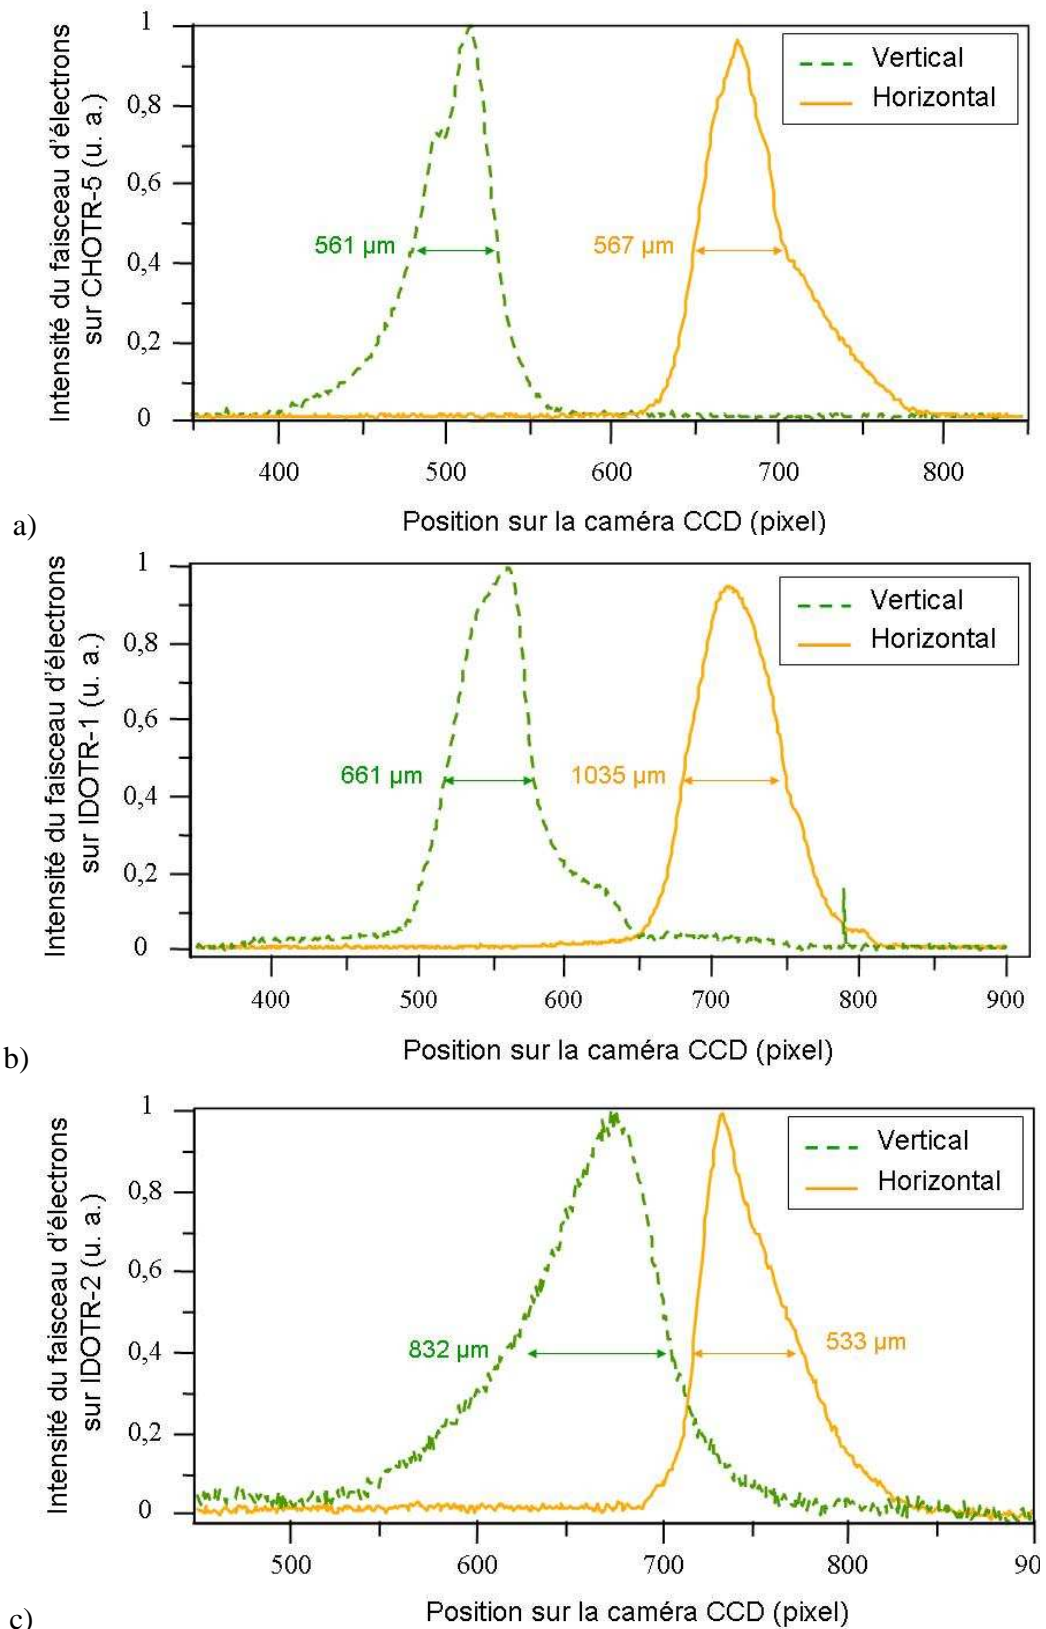 Intensité du faisceau d'électrons
sur CHOTR-5 (u. a.)
1
0,8
0,6
0,4
0,2
0
Vertical
Horizontal
561 µm
567 µm
400
500
600
700
800
Position sur la caméra CCD (pixel)
a)
Intensité du faisceau d'électrons
sur IDOTR-1 (u. a.)
1
0,8
0,6
0,4
0,2
0
Vertical
Horizontal
661 µm
1035 µm
400
500
600
700
800
900
Position sur la caméra CCD (pixel)
b)
Intensité du faisceau d'électrons
sur IDOTR-2 (u. a.)
1
0,8
0,6
0,4
0,2
0
Vertical
Horizontal
832 µm
533 µm
500
600
700
800
90
Position sur la caméra CCD (pixel)
c)